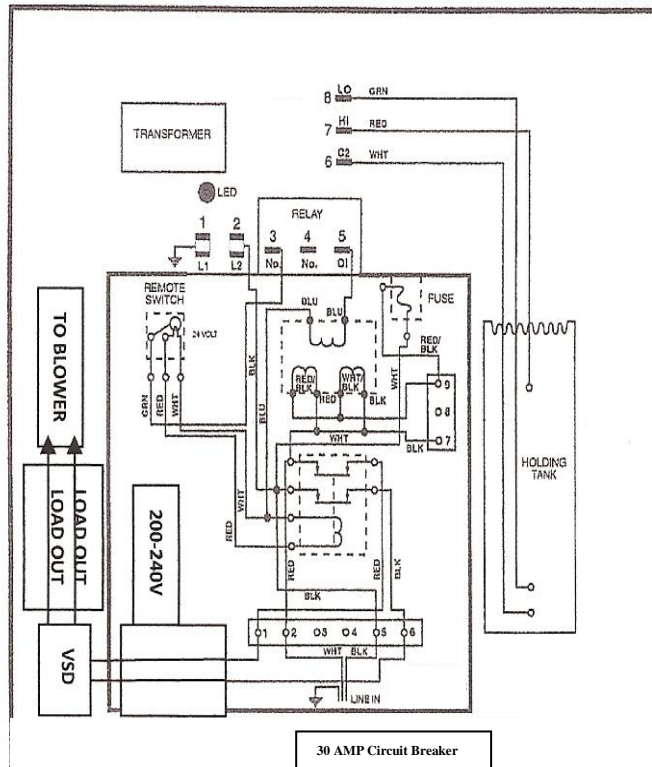 8 LO GRN
7 HI RED
6 C2 WHT
TRANSFORMER
LED
RELAY
1 2 3 4 5
L1 L2 No. No. OI
REMOTE
SWITCH
24 VOLT
FUSE
BLU BLU
RED/
BLK
BLK
BLU
WHT
RED/
BLK
WHT/
BLK
RED
BLK
9
8
7
GRN
RED
WHT
WHT
BLK
TO BLOWER
HOLDING
TANK
LOAD OUT
LOAD OUT
200-240V
WHT
RED
RED
BLK
RED
BLK
VSD
1 2 3 4 5 6
WHT BLK
LINE IN
30 AMP Circuit Breaker